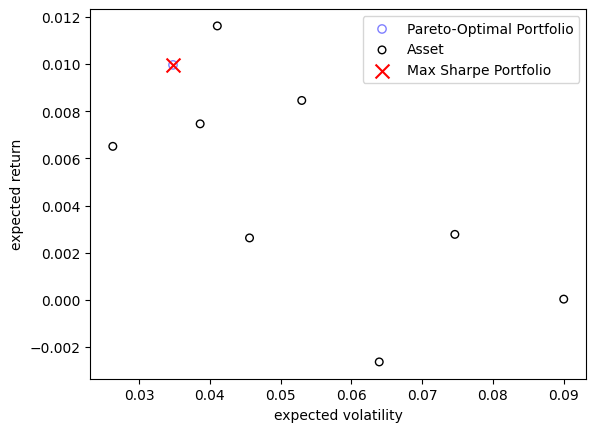 0.012
0.010
0.008
0.006
0.004
0.002
0.000
−0.002
expected return
Pareto-Optimal Portfolio
Asset
Max Sharpe Portfolio
0.03 0.04 0.05 0.06 0.07 0.08 0.09
expected volatility